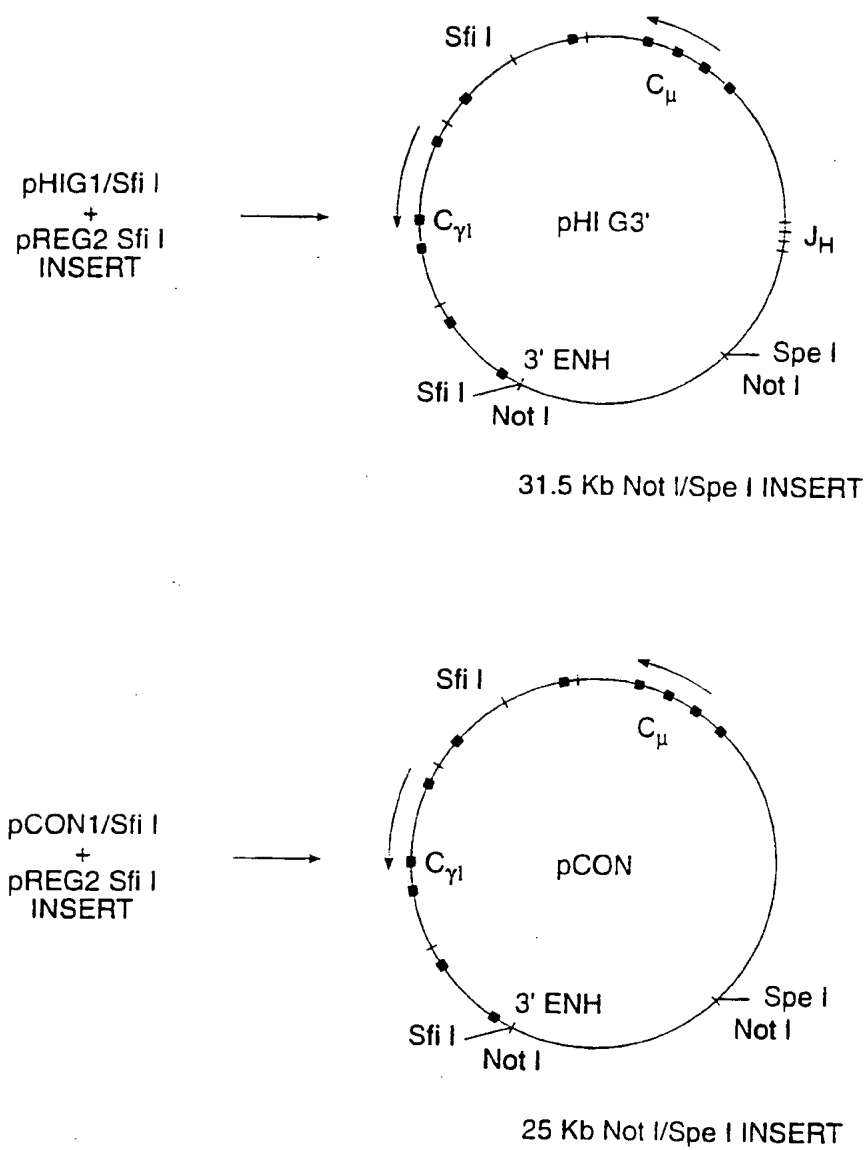 Sfi I
Cμ
pHIG1/Sfi I
+
pREG2 Sfi I
INSERT
Cγ1
pHI G3'
JH
3' ENH
Spe I
Sfi I
Not I
Not I
31.5 Kb Not I/Spe I INSERT
Sfi I
Cμ
pCON1/Sfi I
+
pREG2 Sfi I
INSERT
Cγ1
pCON
3' ENH
Spe I
Sfi I
Not I
Not I
25 Kb Not I/Spe I INSERT